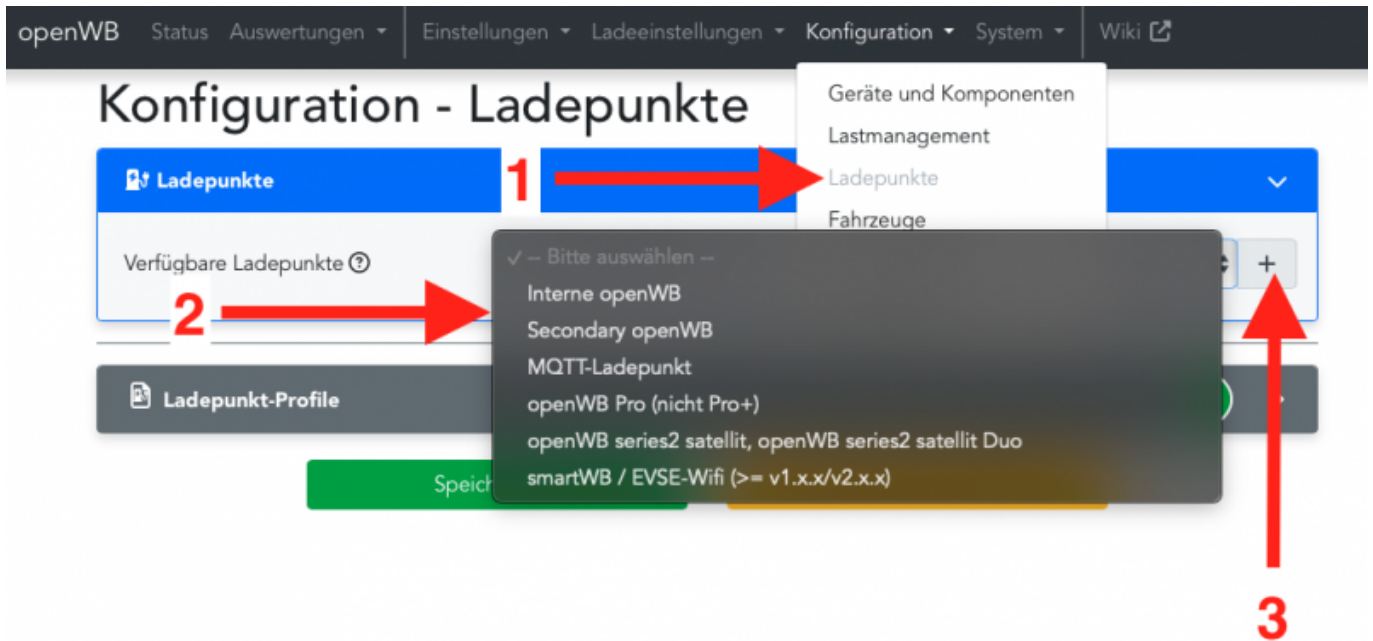 openWB Status Auswertungen Einstellungen Ladeeinstellungen Konfiguration System Wiki
Konfiguration - Ladepunkte
Geräte und Komponenten
Lastmanagement
Ladepunkte
1
Ladepunkte
Fahrzeuge
Verfügbare Ladepunkte
-- Bitte auswählen --
+
2
Interne openWB
Secondary openWB
MQTT-Ladepunkt
openWB Pro (nicht Pro+)
Ladepunkt-Profile
openWB series2 satellit, openWB series2 satellit Duo
smartWB / EVSE-Wifi (>= v1.x.x/v2.x.x)
3